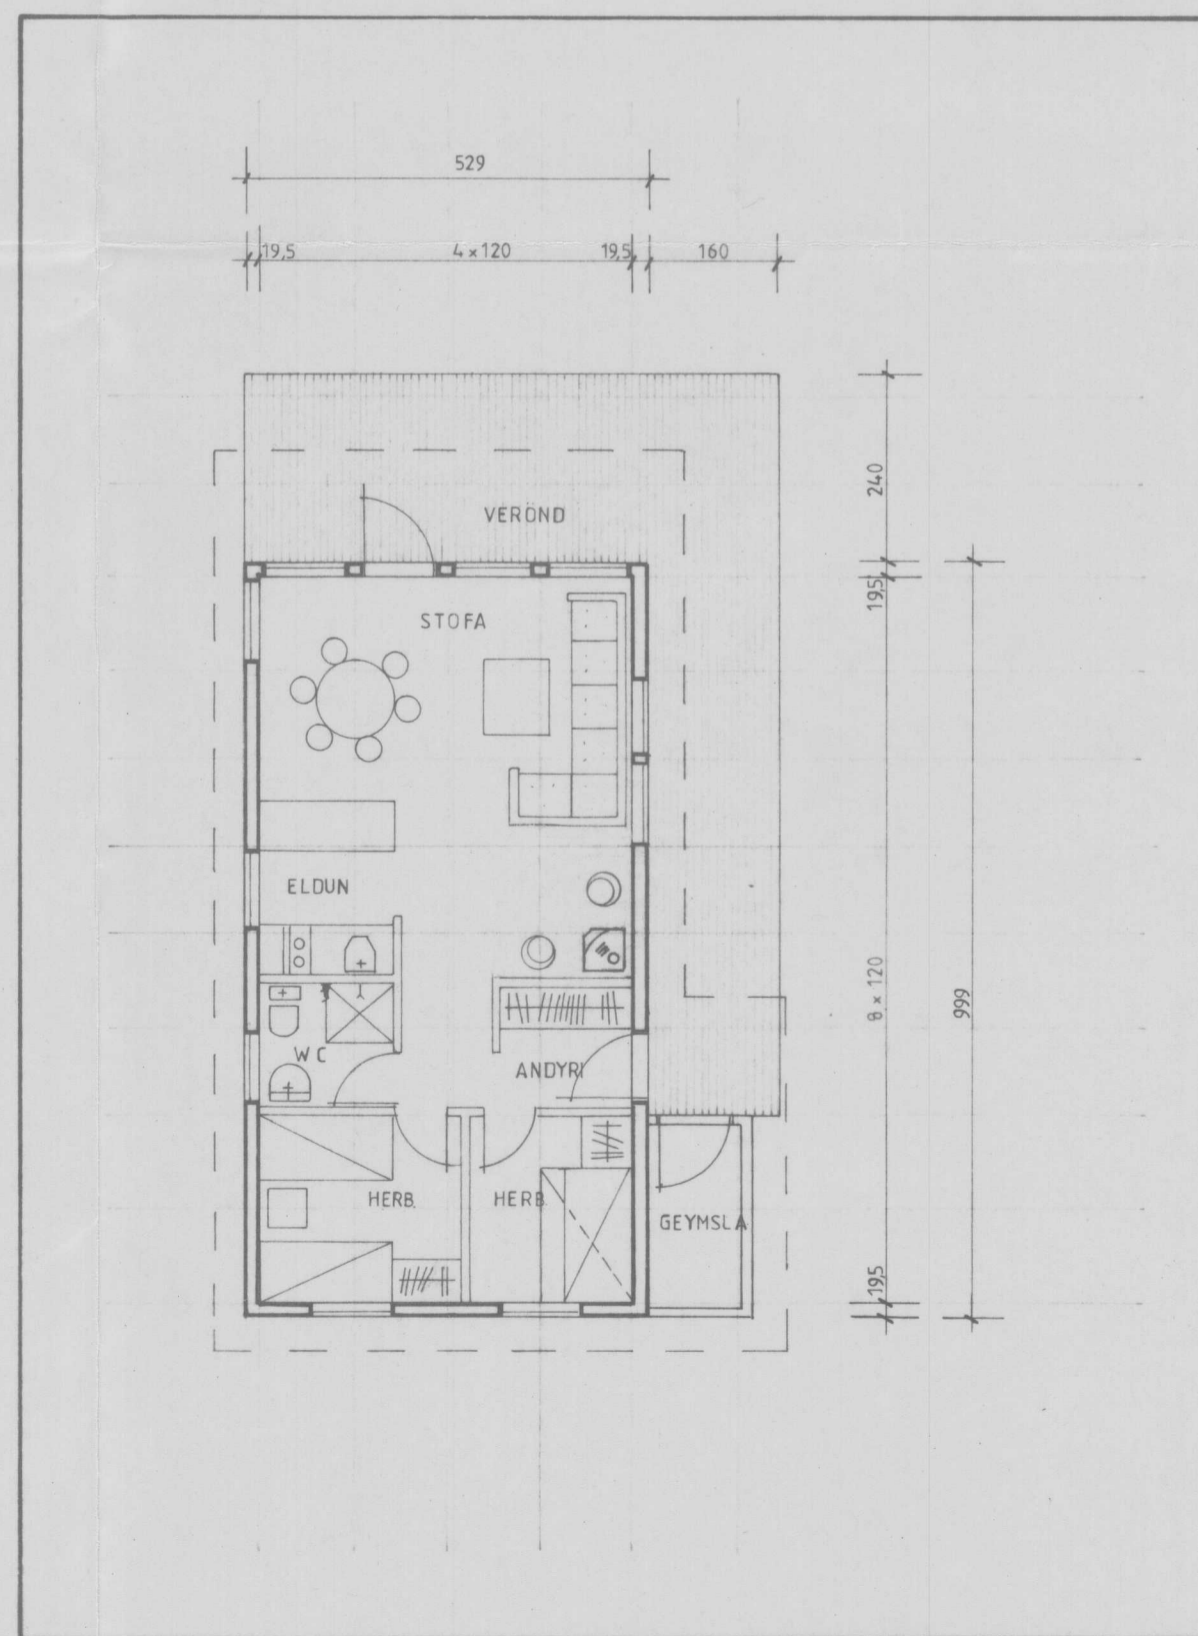 529
19,5 4 x 120 19,5 160
240
VERÖND
19,5
STOFA
ELDUN
8 x 120
999
WC
ANDYRI
HERB.
HERB.
GEYMSLA
19,5